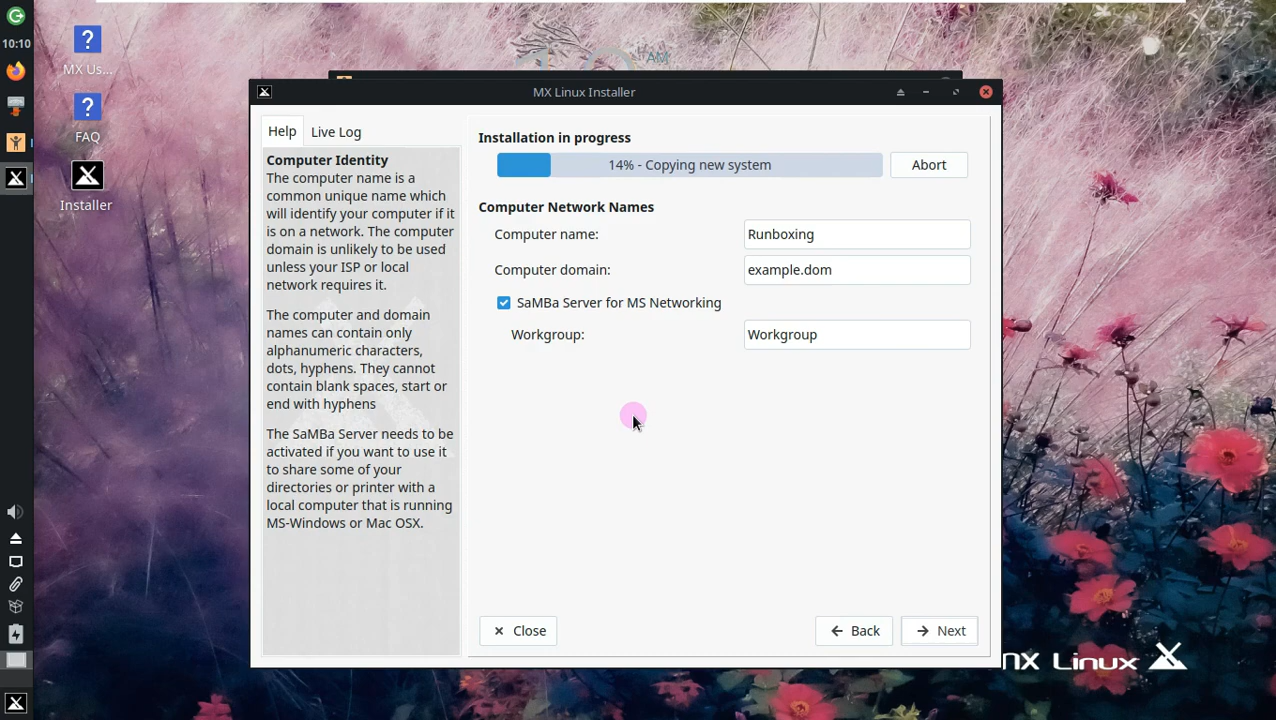 10:10
MX Us...
FAQ
Installer
AM
MX Linux Installer
Help
Live Log
Computer Identity
The computer name is a
common unique name which
will identify your computer if it
is on a network. The computer
domain is unlikely to be used
unless your ISP or local
network requires it.
The computer and domain
names can contain only
alphanumeric characters,
dots, hyphens. They cannot
contain blank spaces, start or
end with hyphens
The SaMBa Server needs to be
activated if you want to use it
to share some of your
directories or printer with a
local computer that is running
MS-Windows or Mac OSX.
Installation in progress
14% - Copying new system
Abort
Computer Network Names
Computer name:
Runboxing
Computer domain:
example.dom
SaMBa Server for MS Networking
Workgroup:
Workgroup
Close
Back
Next
MX Linux